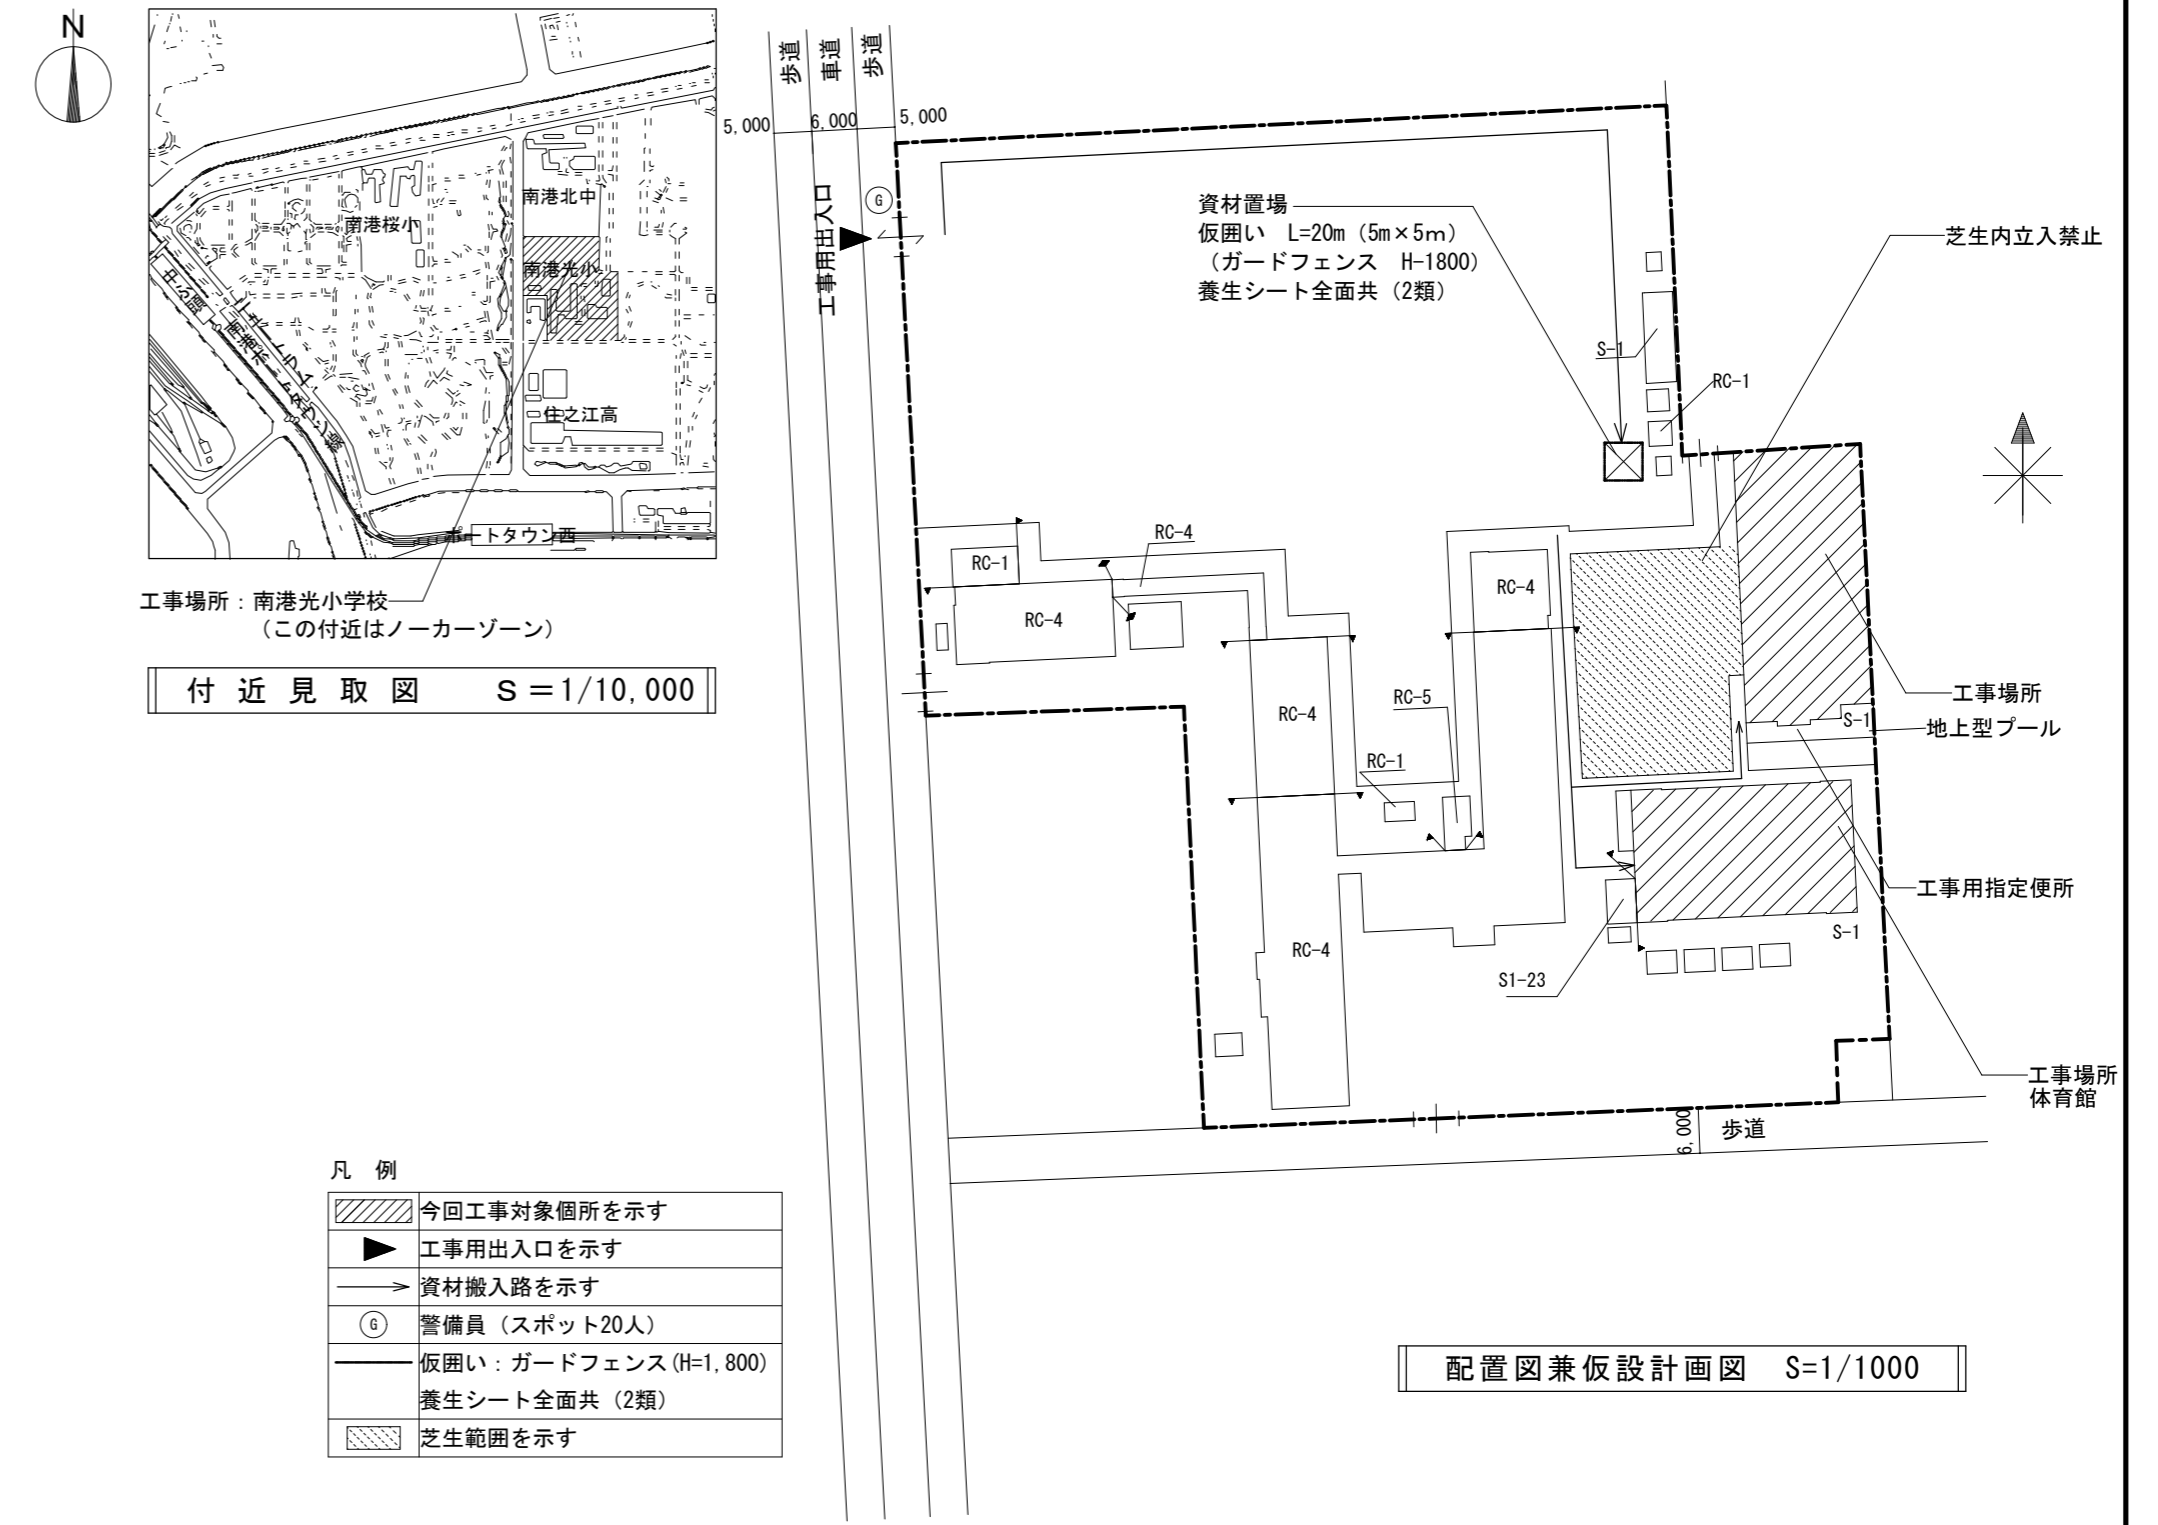 N
南港北中
南港桜小
南港光小
住之江高
中ふ頭
南港ポートタウン線
ポートタウン西
工事場所：南港光小学校
（この付近はノーカーゾーン）
付近見取図　S＝1/10,000
歩道
車道
歩道
5,000
6,000
5,000
工事用出入口
G
資材置場
仮囲い　L=20m（5m×5m）
（ガードフェンス　H-1800）
養生シート全面共（2類）
芝生内立入禁止
S-1
RC-1
RC-4
RC-1
RC-4
RC-4
RC-4
RC-5
RC-1
RC-4
工事場所
S-1
地上型プール
工事用指定便所
S-1
S1-23
工事場所
体育館
6,000
歩道
凡　例
今回工事対象個所を示す
工事用出入口を示す
資材搬入路を示す
G
警備員（スポット20人）
仮囲い：ガードフェンス(H=1,800)
養生シート全面共（2類）
芝生範囲を示す
配置図兼仮設計画図　S=1/1000